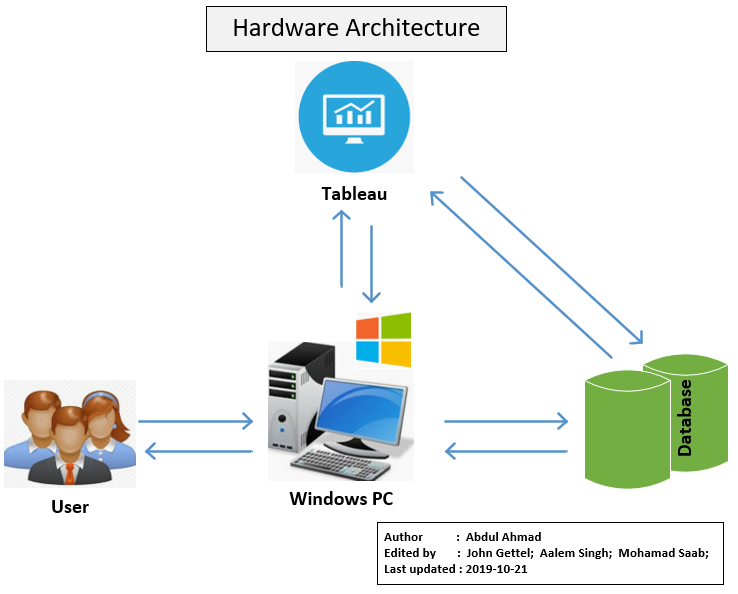 Hardware Architecture
Tableau
Database
User
Windows PC
Author : Abdul Ahmad
Edited by : John Gettel; Aalem Singh; Mohamad Saab;
Last updated : 2019-10-21